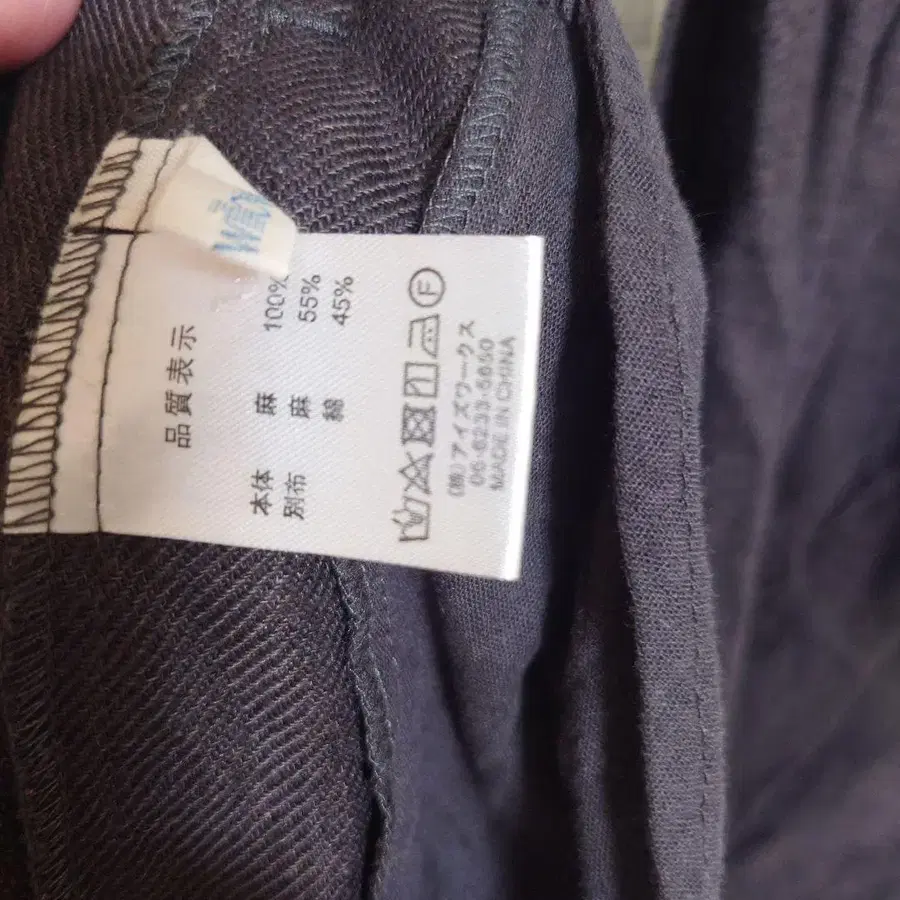 品質表示
本体 麻 100%
別布 麻 55%
綿 45%
F
(株)アイズワークス
06-6233-5650
MADE IN CHINA